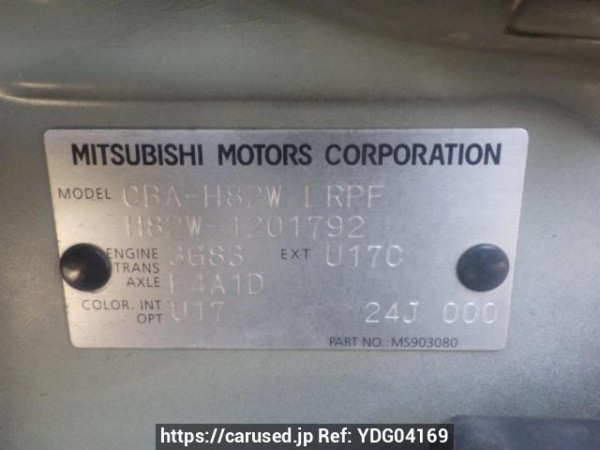 MITSUBISHI MOTORS CORPORATION
MODEL CBA-H82W LRPF
H82W-1201792
ENGINE 3G83 EXT U17C
TRANS
AXLE F4A1D
COLOR. INT U17 24J 000
OPT
PART NO.: MS903080
https://carused.jp Ref: YDG04169